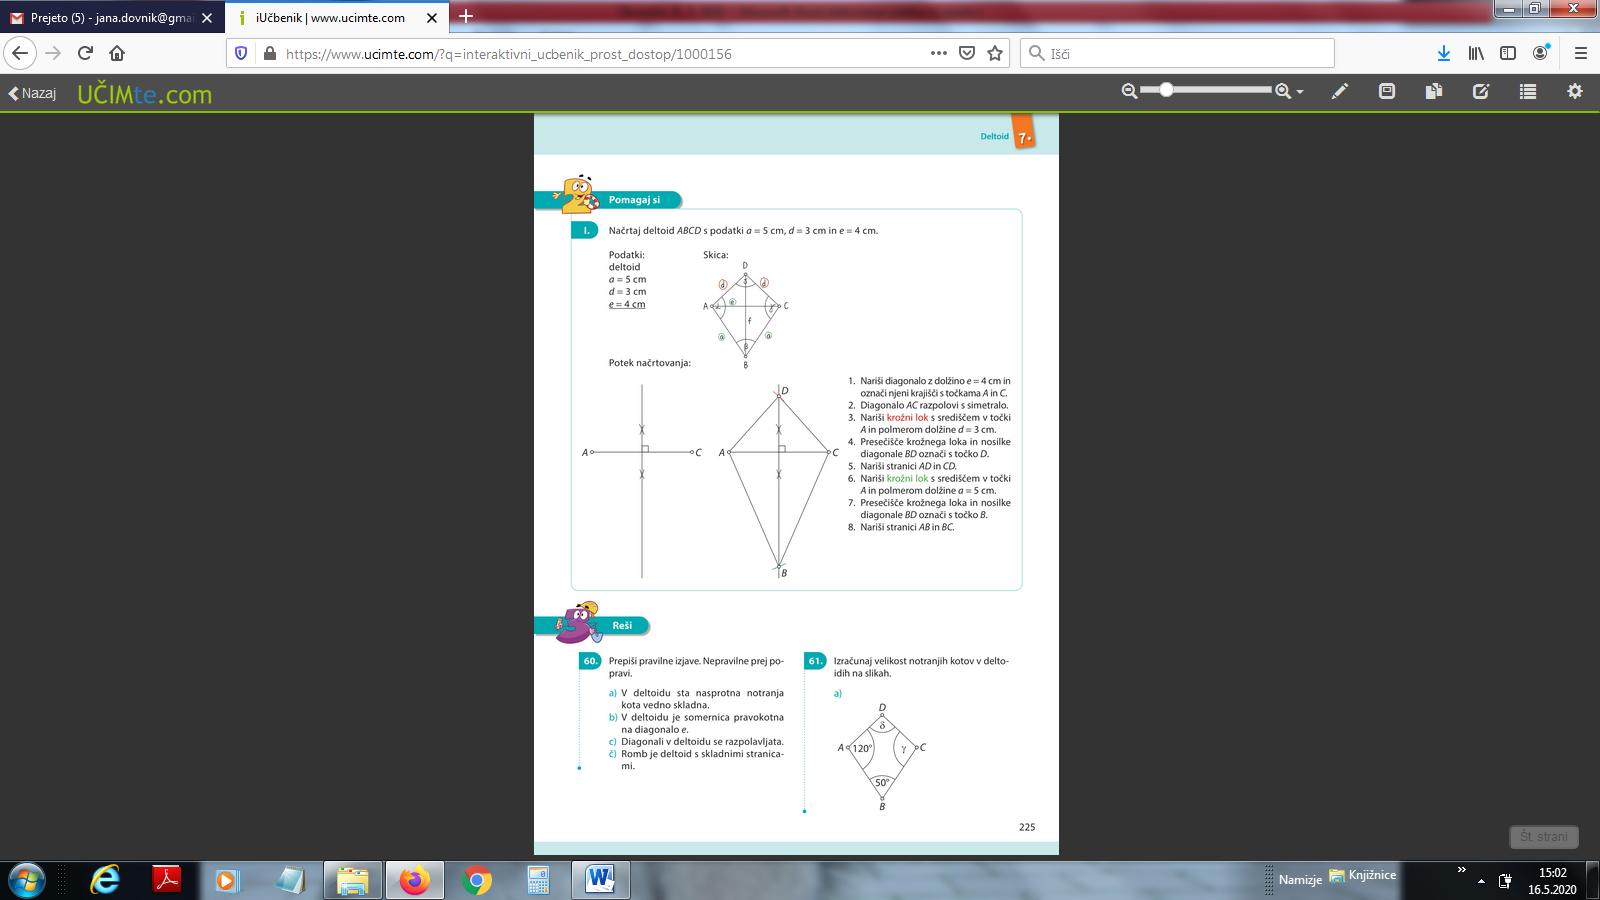 Prejeto (5) - jana.dovnik@gmai
iUčbenik | www.ucimte.com
https://www.ucimte.com/?q=interaktivni_ucbenik_prost_dostop/1000156
Išči
Nazaj
UČIMte.com
Deltoid
7.
Pomagaj si
I.
Načrtaj deltoid ABCD s podatki a = 5 cm, d = 3 cm in e = 4 cm.
Podatki:
deltoid
a = 5 cm
d = 3 cm
e = 4 cm
Skica:
D
d
δ
d
A
α
e
γ
C
f
a
a
β
B
Potek načrtovanja:
A
C
D
A
C
B
1. Nariši diagonalo z dolžino e = 4 cm in
označi njeni krajišči s točkama A in C.
2. Diagonalo AC razpolovi s simetralo.
3. Nariši krožni lok s središčem v točki
A in polmerom dolžine d = 3 cm.
4. Presečišče krožnega loka in nosilke
diagonale BD označi s točko D.
5. Nariši stranici AD in CD.
6. Nariši krožni lok s središčem v točki
A in polmerom dolžine a = 5 cm.
7. Presečišče krožnega loka in nosilke
diagonale BD označi s točko B.
8. Nariši stranici AB in BC.
Reši
60.
Prepiši pravilne izjave. Nepravilne prej po-
pravi.
a) V deltoidu sta nasprotna notranja
kota vedno skladna.
b) V deltoidu je somernica pravokotna
na diagonalo e.
c) Diagonali v deltoidu se razpolavljata.
č) Romb je deltoid s skladnimi stranica-
mi.
61.
Izračunaj velikost notranjih kotov v delto-
idih na slikah.
a)
D
δ
A
120°
γ
C
50°
B
225
Št. strani
Namizje
Knjižnice
»
15:02
16.5.2020